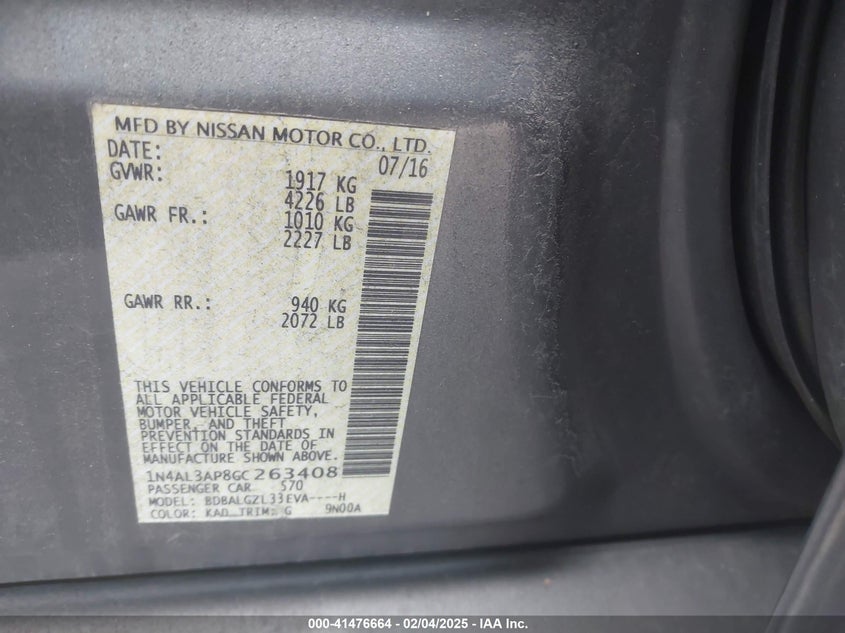 MFD BY NISSAN MOTOR CO., LTD.
DATE: 07/16
GVWR: 1917 KG
4226 LB
GAWR FR.: 1010 KG
2227 LB
GAWR RR.: 940 KG
2072 LB
THIS VEHICLE CONFORMS TO
ALL APPLICABLE FEDERAL
MOTOR VEHICLE SAFETY,
BUMPER, AND THEFT
PREVENTION STANDARDS IN
EFFECT ON THE DATE OF
MANUFACTURE SHOWN ABOVE.
1N4AL3AP8GC263408
PASSENGER CAR 570
MODEL: BDBALGZL33EVA----H
COLOR: KAD TRIM: G 9N00A
000-41476664 - 02/04/2025 - IAA Inc.